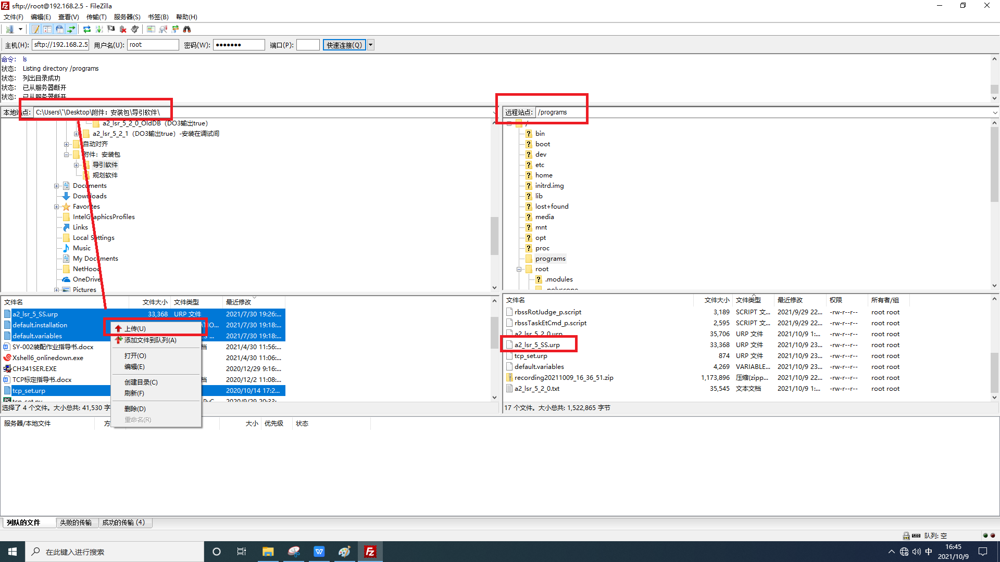 sftp://root@192.168.2.5 - FileZilla
文件(F) 编辑(E) 查看(V) 传输(T) 服务器(S) 书签(B) 帮助(H)
主机(H): sftp://192.168.2.5 用户名(U): root 密码(W): ●●●●●●● 端口(P): 快速连接(Q)
命令: ls
状态: Listing directory /programs
状态: 列出目录成功
状态: 已从服务器断开
状态: 已从服务器断开
本地站点: C:\Users\`\Desktop\附件：安装包\导引软件\
a2_lsr_5_2_0_OldDB（DO3输出true）
a2_lsr_5_2_1（DO3输出true）-安装在调试间
自动对齐
附件：安装包
导引软件
规划软件
Documents
Downloads
Favorites
IntelGraphicsProfiles
Links
Local Settings
Music
My Documents
NetHood
OneDrive
Pictures
远程站点: /programs
/
bin
boot
dev
etc
home
initrd.img
lib
lost+found
media
mnt
opt
proc
programs
root
.modules
.polyscope
文件名 文件大小 文件类型 最近修改
a2_lsr_5_SS.urp 33,368 URP 文件 2021/7/30 19:26:...
default.installation 2021/7/30 19:18:...
default.variables 2021/7/30 19:18:...
SY-002装配作业指导书.docx 2021/4/30 11:56:...
Xshell6_onlinedown.exe 2021/4/30 11:06:...
CH341SER.EXE 2020/12/29 9:16:...
TCP标定指导书.docx 2020/12/2 11:08:...
tcp_set.urp 2020/10/14 17:2...
tcp_set.py 2020/9/29 20:33:...
选择了 4 个文件。大小总共: 41,530 字
上传(U)
添加文件到队列(A)
打开(O)
编辑(E)
创建目录(C)
刷新(F)
删除(D)
重命名(R)
文件名 文件大小 文件类型 最近修改 权限 所有者/组
rbssRotJudge_p.script 3,189 SCRIPT 文... 2021/9/29 22... -rw-r--r-- root root
rbssTaskEtCmd_p.script 2,595 SCRIPT 文... 2021/9/29 22... -rw-r--r-- root root
a2_lsr_5_2_0.urp 35,706 URP 文件 2021/10/9 1:... -rw-r--r-- root root
a2_lsr_5_SS.urp 33,368 URP 文件 2021/10/9 23... -rw-r--r-- root root
tcp_set.urp 874 URP 文件 2021/10/9 23... -rw-r--r-- root root
default.variables 4,269 VARIABLE... 2021/10/9 23... -rw-r--r-- root root
recording20211009_16_36_51.zip 1,173,896 压缩(zipp... 2021/10/9 22... -rw-r--r-- root root
a2_lsr_5_2_0.txt 35,545 文本文档 2021/10/9 1:... -rw-r--r-- root root
17 个文件。大小总共: 1,522,865 字节
服务器/本地文件 方 大小 优先级 状态
列队的文件 失败的传输 成功的传输 (4)
队列: 空
在此键入进行搜索
中
16:45
2021/10/9